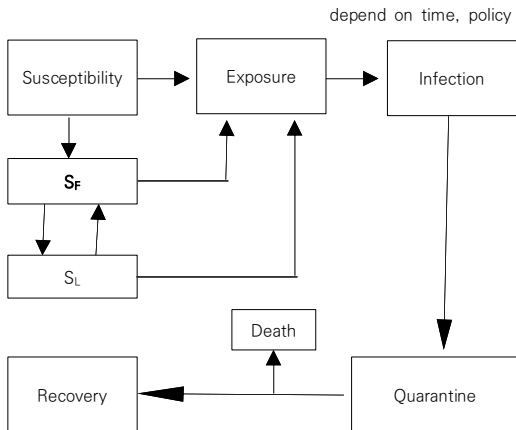 depend on time, policy
Susceptibility
Exposure
Infection
SF
SL
Death
Recovery
Quarantine